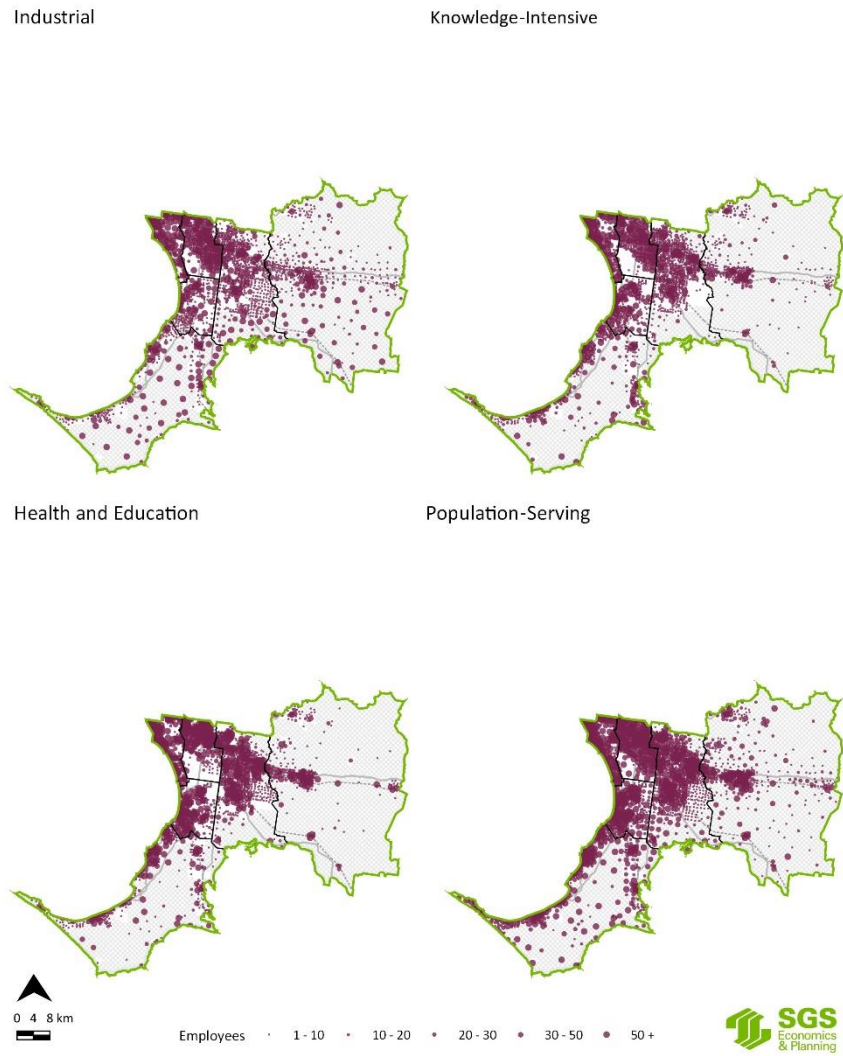 Industrial
Knowledge-Intensive
Health and Education
Population-Serving
0 4 8 km
Employees 1 - 10 10 - 20 20 - 30 30 - 50 50 +
SGS
Economics
& Planning